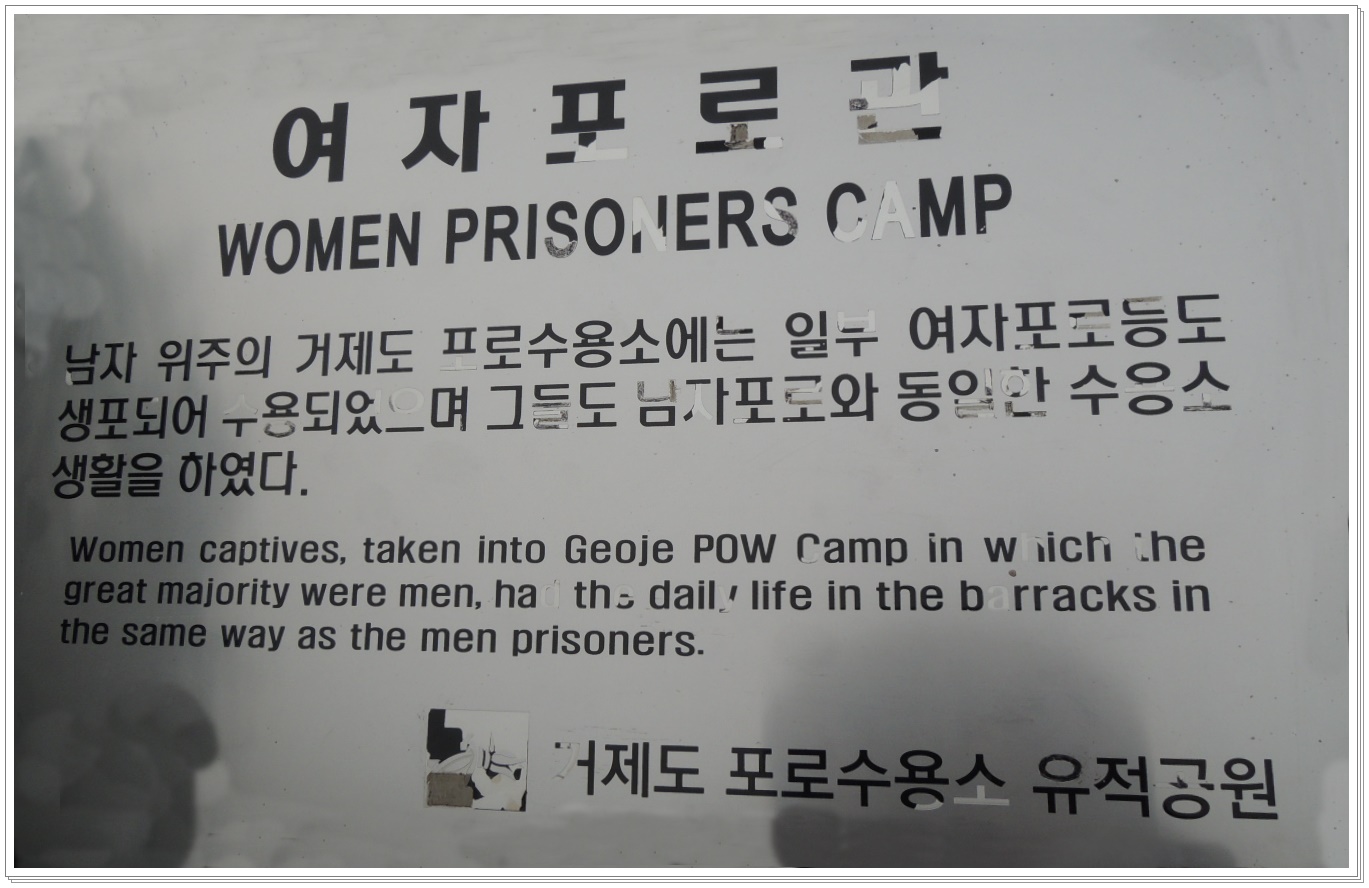 여자포로관
WOMEN PRISONERS CAMP
남자 위주의 거제도 포로수용소에는 일부 여자포로등도
생포되어 수용되었으며 그들도 남자포로와 동일한 수용소
생활을 하였다.
Women captives, taken into Geoje POW Camp in which the
great majority were men, had the daily life in the barracks in
the same way as the men prisoners.
거제도 포로수용소 유적공원